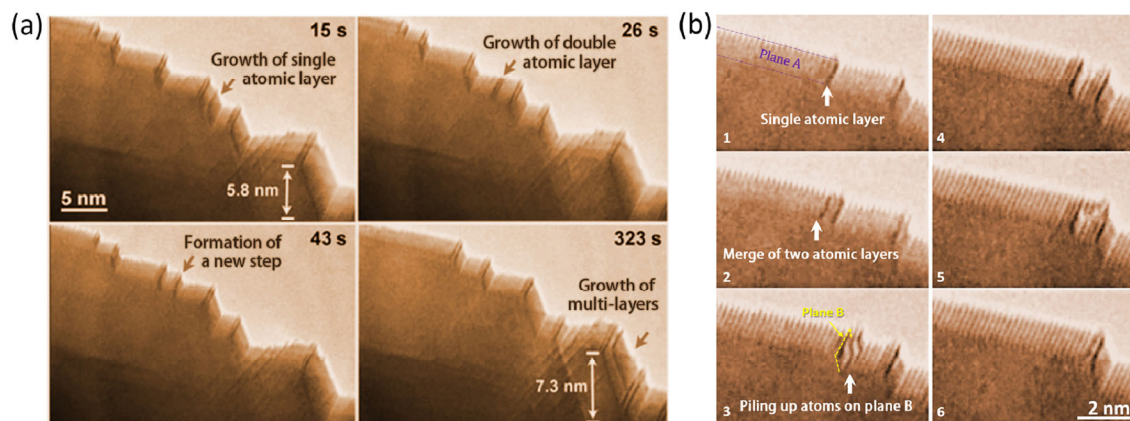 (a)
15 s
Growth of single
atomic layer
5.8 nm
5 nm
26 s
Growth of double
atomic layer
43 s
Formation of
a new step
323 s
Growth of
multi-layers
7.3 nm
(b)
Plane A
Single atomic layer
1
4
Merge of two atomic layers
2
5
Plane B
Piling up atoms on plane B
3
6
2 nm